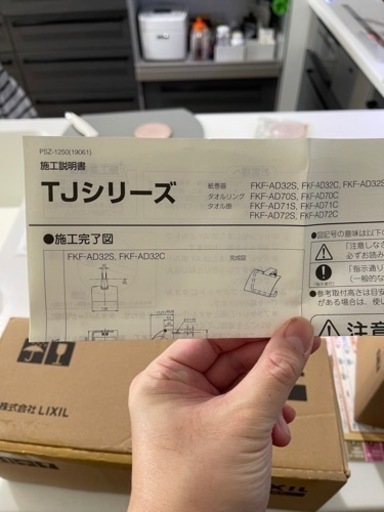 PSZ-1250(19061)
施工説明書
TJシリーズ
紙巻器 FKF-AD32S, FKF-AD32C, FKF-AD32S
タオルリング FKF-AD70S, FKF-AD70C
タオル掛 FKF-AD71S, FKF-AD71C
FKF-AD72S, FKF-AD72C
●施工完了図
FKF-AD32S, FKF-AD32C
完成図
●図記号の意味は以下の
「注意しな
必ずお読み
「指示通り
(一般的な
●参考取付高さは目安
がある場合は、使し
注意
株式会社 LIXIL
LIXIL